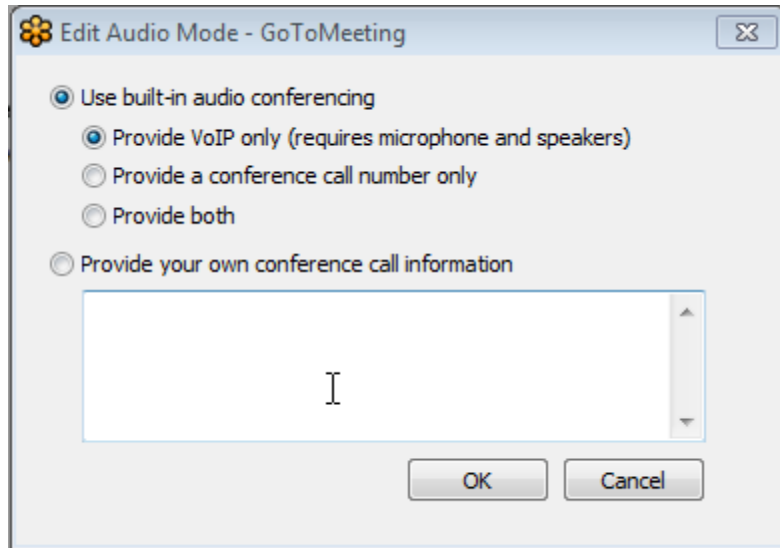 Edit Audio Mode - GoToMeeting
Use built-in audio conferencing
Provide VoIP only (requires microphone and speakers)
Provide a conference call number only
Provide both
Provide your own conference call information
OK Cancel